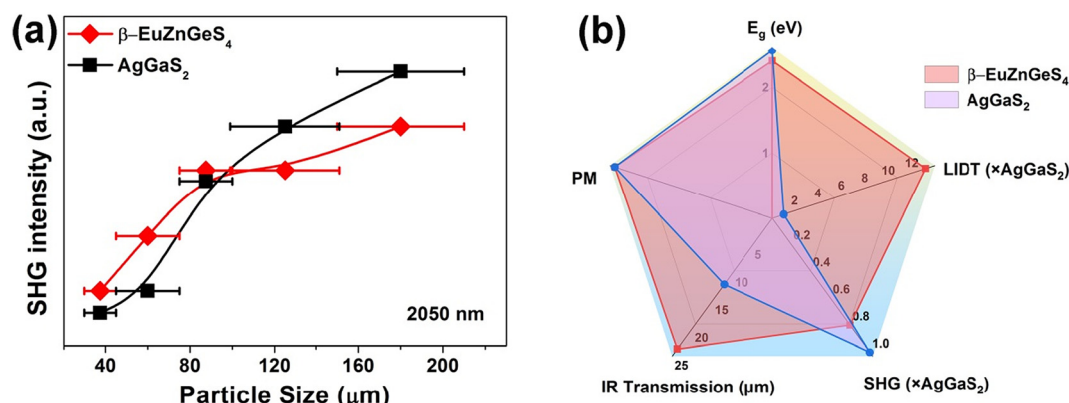 (a)
β–EuZnGeS4
AgGaS2
SHG intensity (a.u.)
2050 nm
40 80 120 160 200
Particle Size (μm)
(b)
Eg (eV)
β–EuZnGeS4
AgGaS2
2
1
LIDT (×AgGaS2)
2 4 6 8 10 12
PM
0.2
0.4
0.6
0.8
1.0
5
10
15
20
25
IR Transmission (μm)
SHG (×AgGaS2)